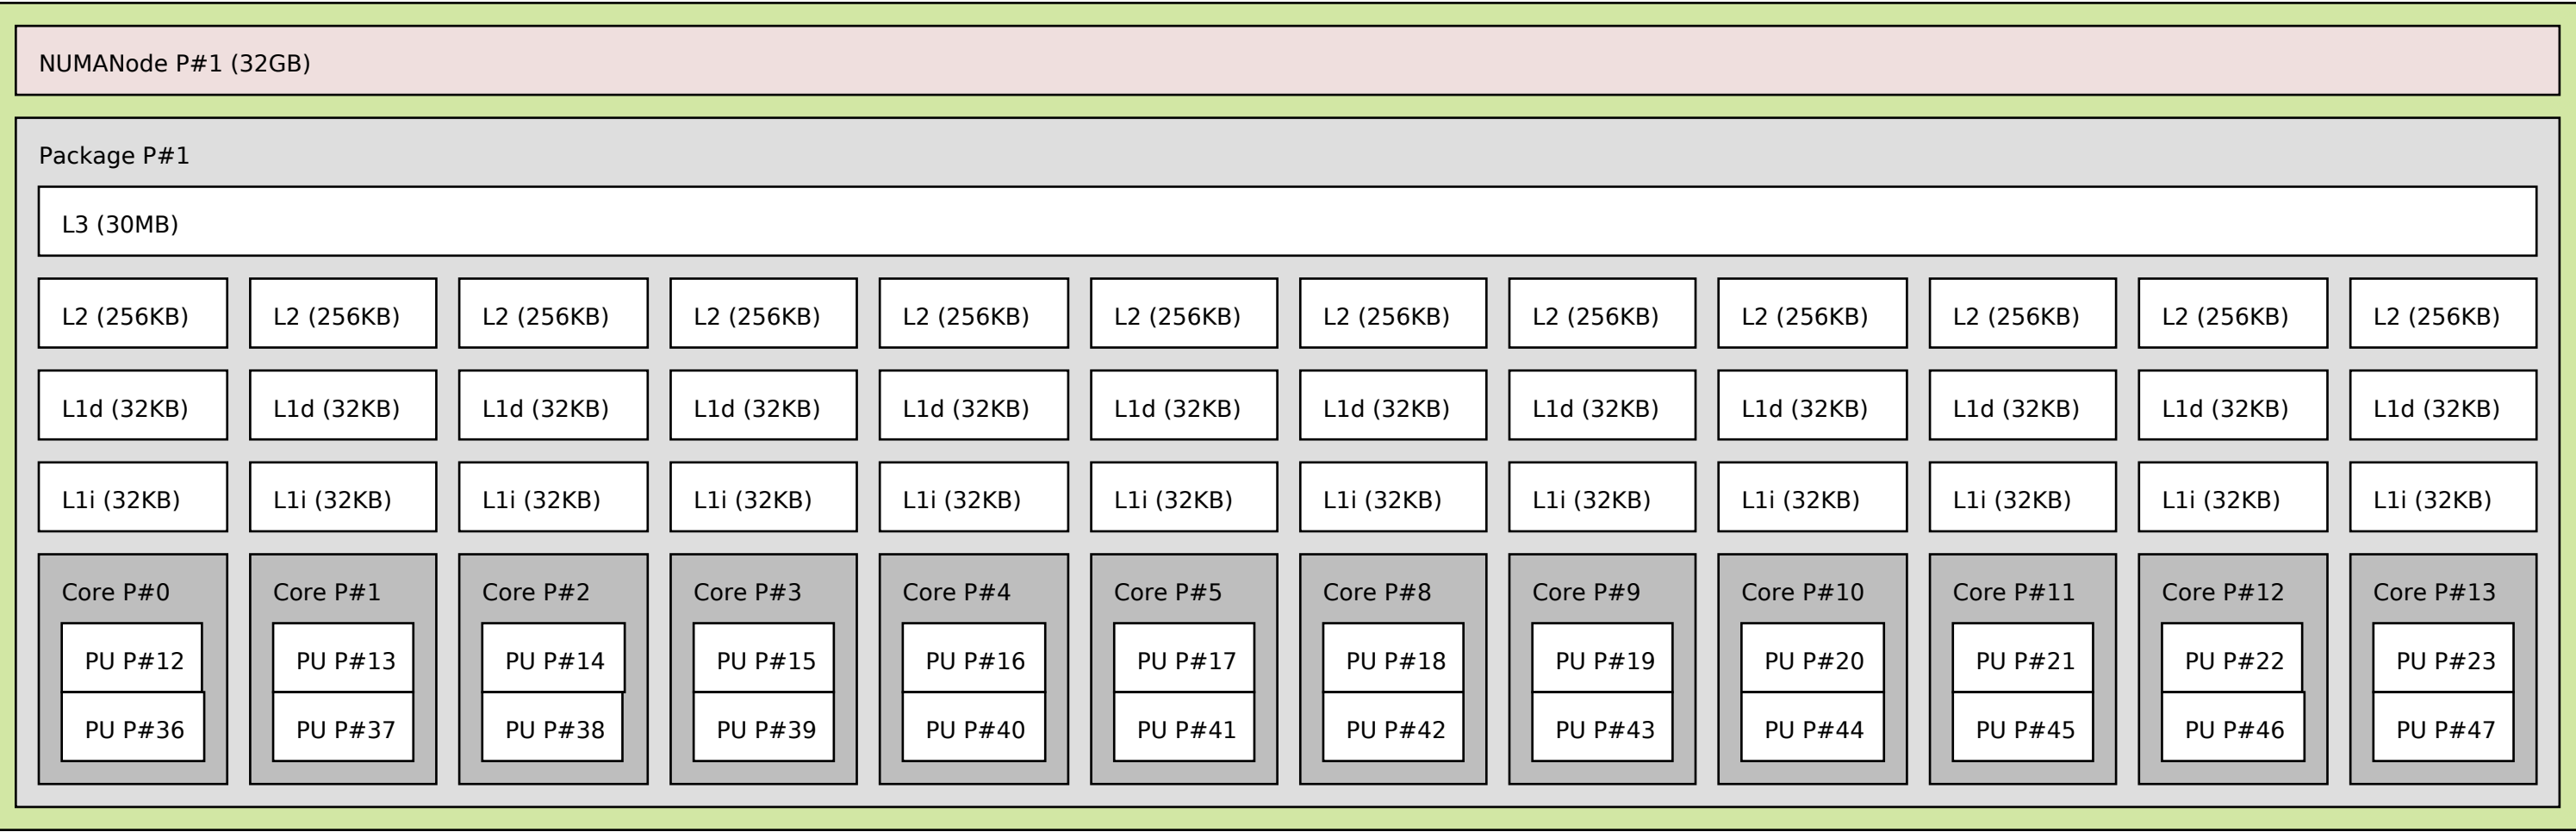 NUMANode P#1 (32GB)
Package P#1
L3 (30MB)
L2 (256KB) L2 (256KB) L2 (256KB) L2 (256KB) L2 (256KB) L2 (256KB) L2 (256KB) L2 (256KB) L2 (256KB) L2 (256KB) L2 (256KB) L2 (256KB)
L1d (32KB) L1d (32KB) L1d (32KB) L1d (32KB) L1d (32KB) L1d (32KB) L1d (32KB) L1d (32KB) L1d (32KB) L1d (32KB) L1d (32KB) L1d (32KB)
L1i (32KB) L1i (32KB) L1i (32KB) L1i (32KB) L1i (32KB) L1i (32KB) L1i (32KB) L1i (32KB) L1i (32KB) L1i (32KB) L1i (32KB) L1i (32KB)
Core P#0 Core P#1 Core P#2 Core P#3 Core P#4 Core P#5 Core P#8 Core P#9 Core P#10 Core P#11 Core P#12 Core P#13
PU P#12 PU P#13 PU P#14 PU P#15 PU P#16 PU P#17 PU P#18 PU P#19 PU P#20 PU P#21 PU P#22 PU P#23
PU P#36 PU P#37 PU P#38 PU P#39 PU P#40 PU P#41 PU P#42 PU P#43 PU P#44 PU P#45 PU P#46 PU P#47